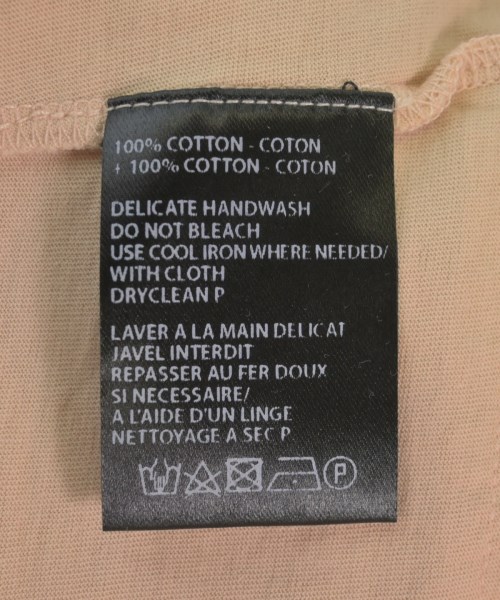 100% COTTON - COTON
+ 100% COTTON - COTON
DELICATE HANDWASH
DO NOT BLEACH
USE COOL IRON WHERE NEEDED/
WITH CLOTH
DRYCLEAN P
LAVER A LA MAIN DELICAT
JAVEL INTERDIT
REPASSER AU FER DOUX
SI NECESSAIRE/
A L'AIDE D'UN LINGE
NETTOYAGE A SEC P
P